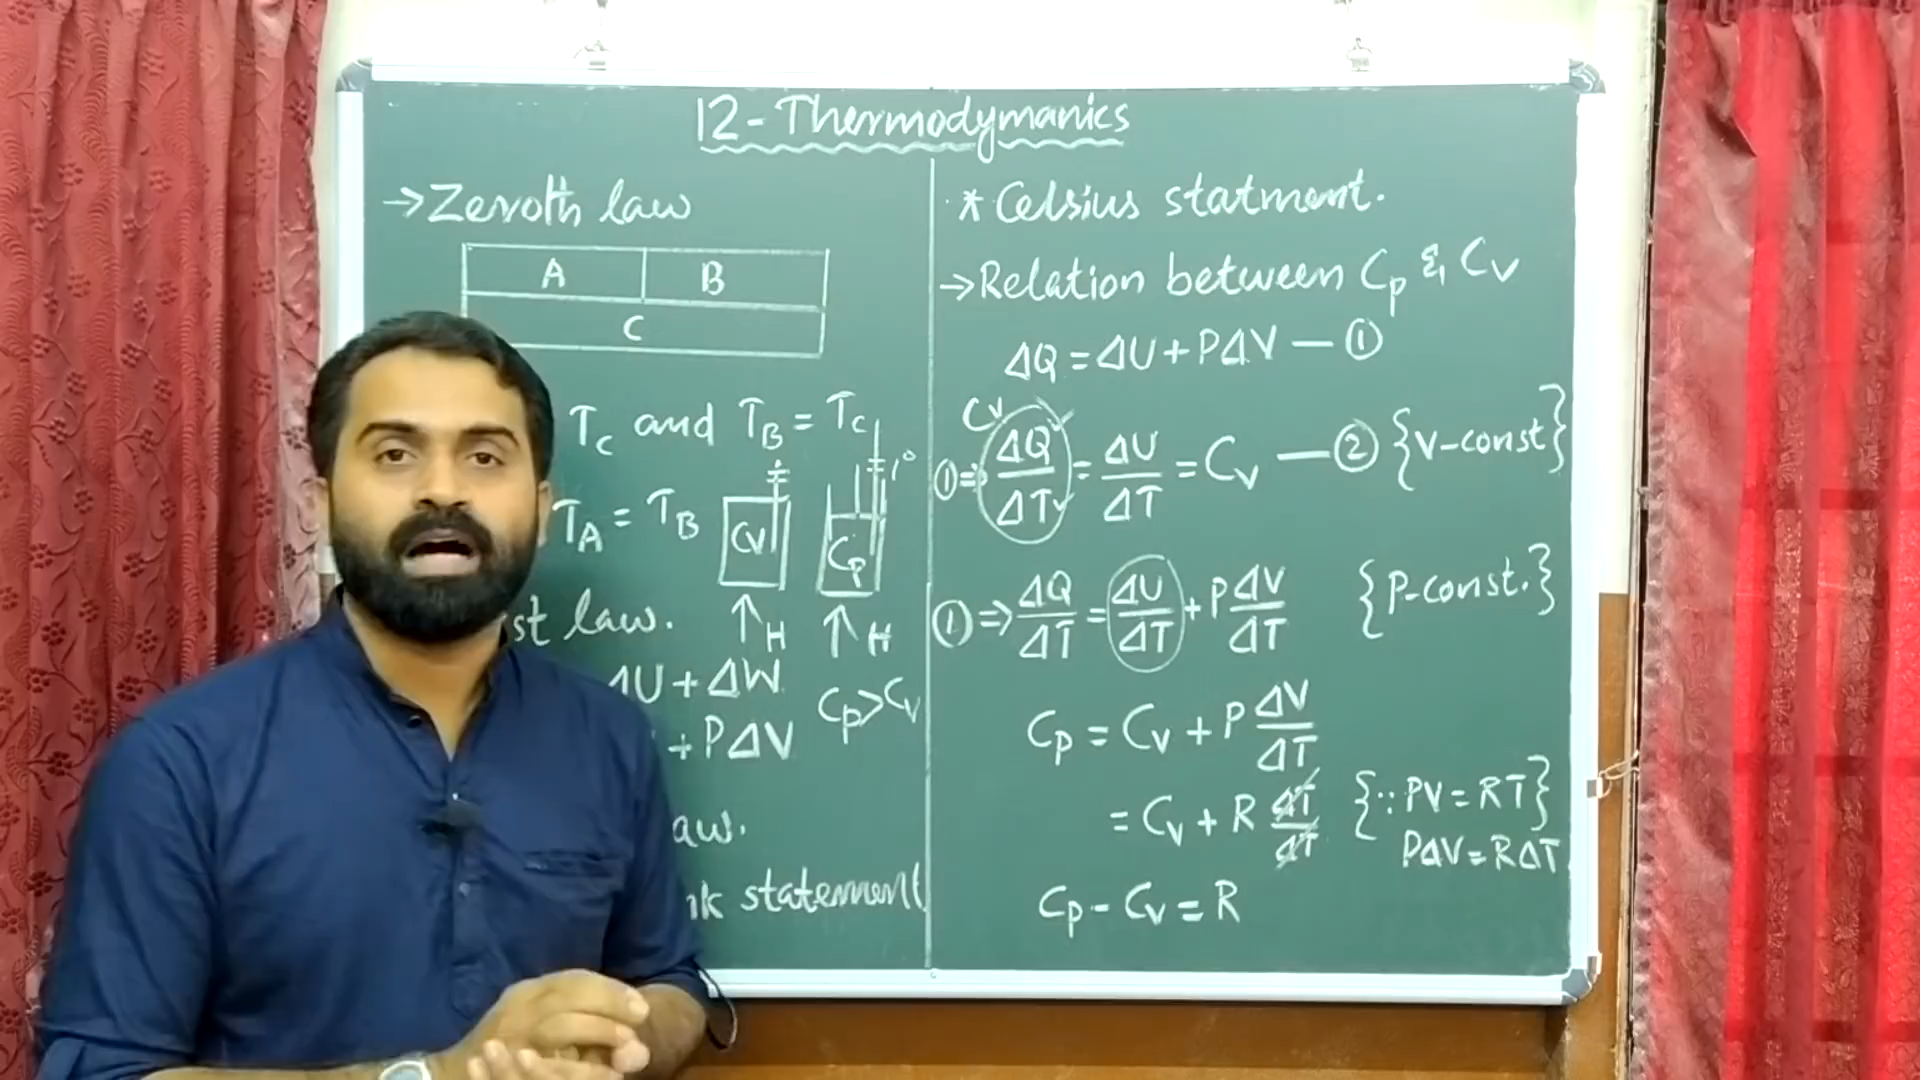 12-Thermodymanics
→Zeroth law
A B
C
Tc and TB = Tc
TA = TB
Cv Cp 1°
st law. ↑H ↑H
ΔU + ΔW
+ PΔV
Cp > Cv
aw.
statement
* Celsius statment.
→Relation between Cp & Cv
ΔQ = ΔU + PΔV — ①
Cv
①⇒ ΔQ/ΔT = ΔU/ΔT = Cv — ② {V-const}
①⇒ ΔQ/ΔT = ΔU/ΔT + PΔV/ΔT {P-const.}
Cp = Cv + P ΔV/ΔT
= Cv + R ΔT/ΔT {∵ PV = RT}
PΔV = RΔT
Cp - Cv = R